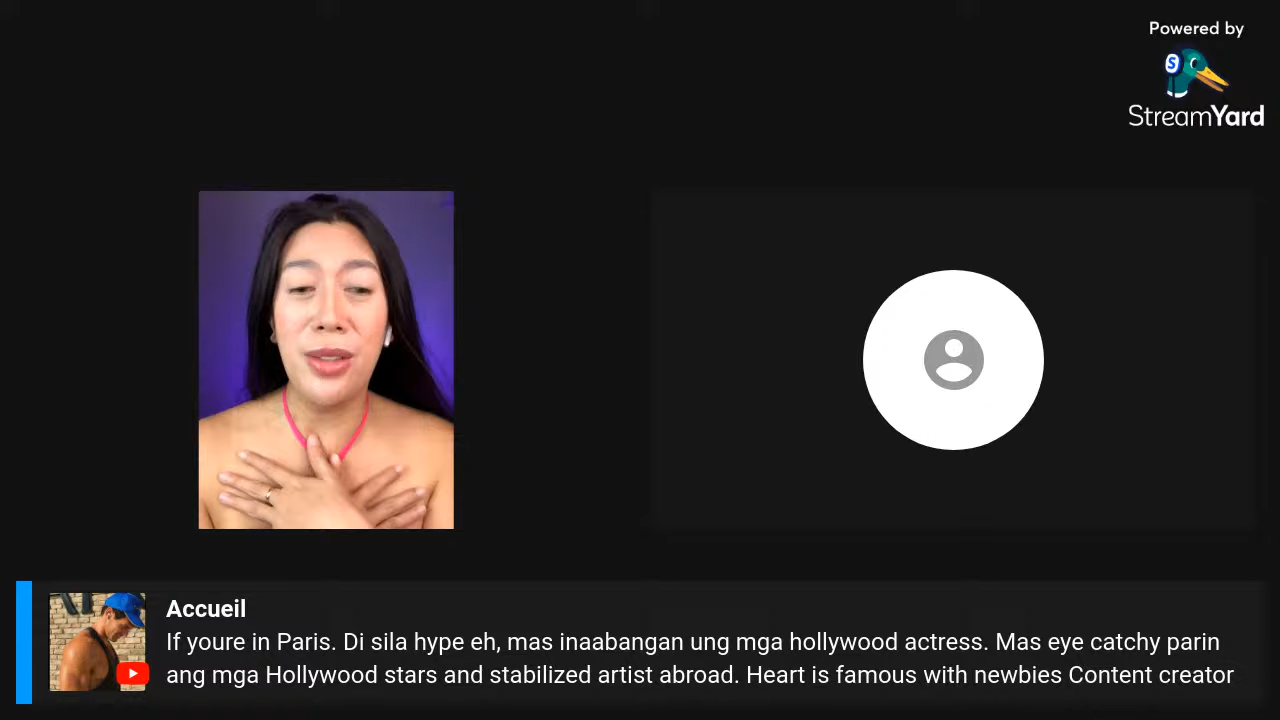 Powered by
S
StreamYard
Accueil
If youre in Paris. Di sila hype eh, mas inaabangan ung mga hollywood actress. Mas eye catchy parin
ang mga Hollywood stars and stabilized artist abroad. Heart is famous with newbies Content creator